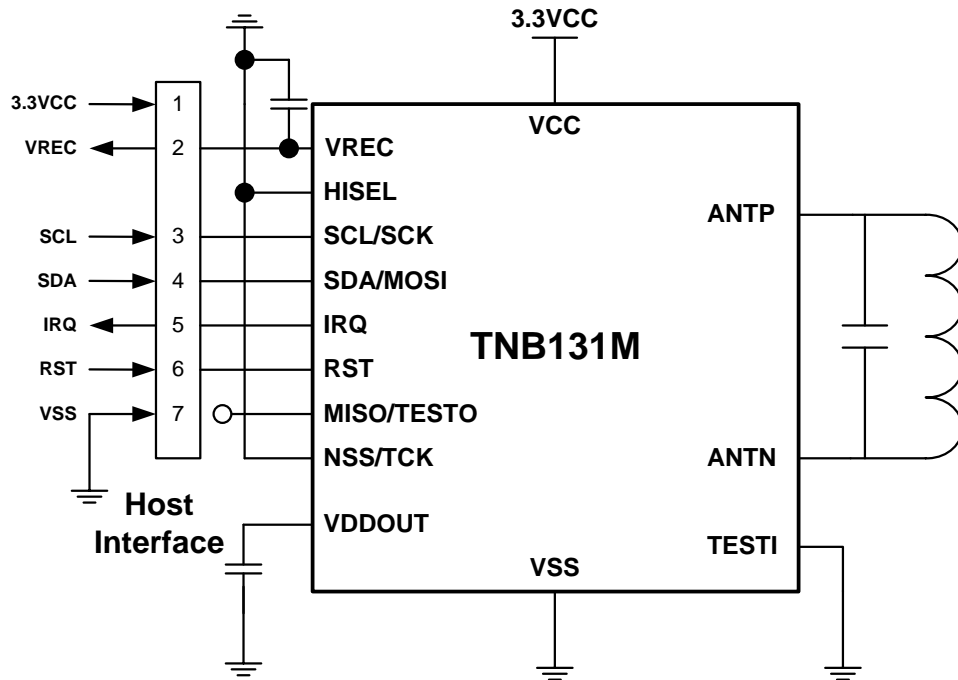 3.3VCC
3.3VCC
1
VCC
VREC
2
VREC
HISEL
ANTP
SCL
3
SCL/SCK
SDA
4
SDA/MOSI
IRQ
5
IRQ
TNB131M
RST
6
RST
VSS
7
MISO/TESTO
NSS/TCK
ANTN
Host
Interface
VDDOUT
TESTI
VSS